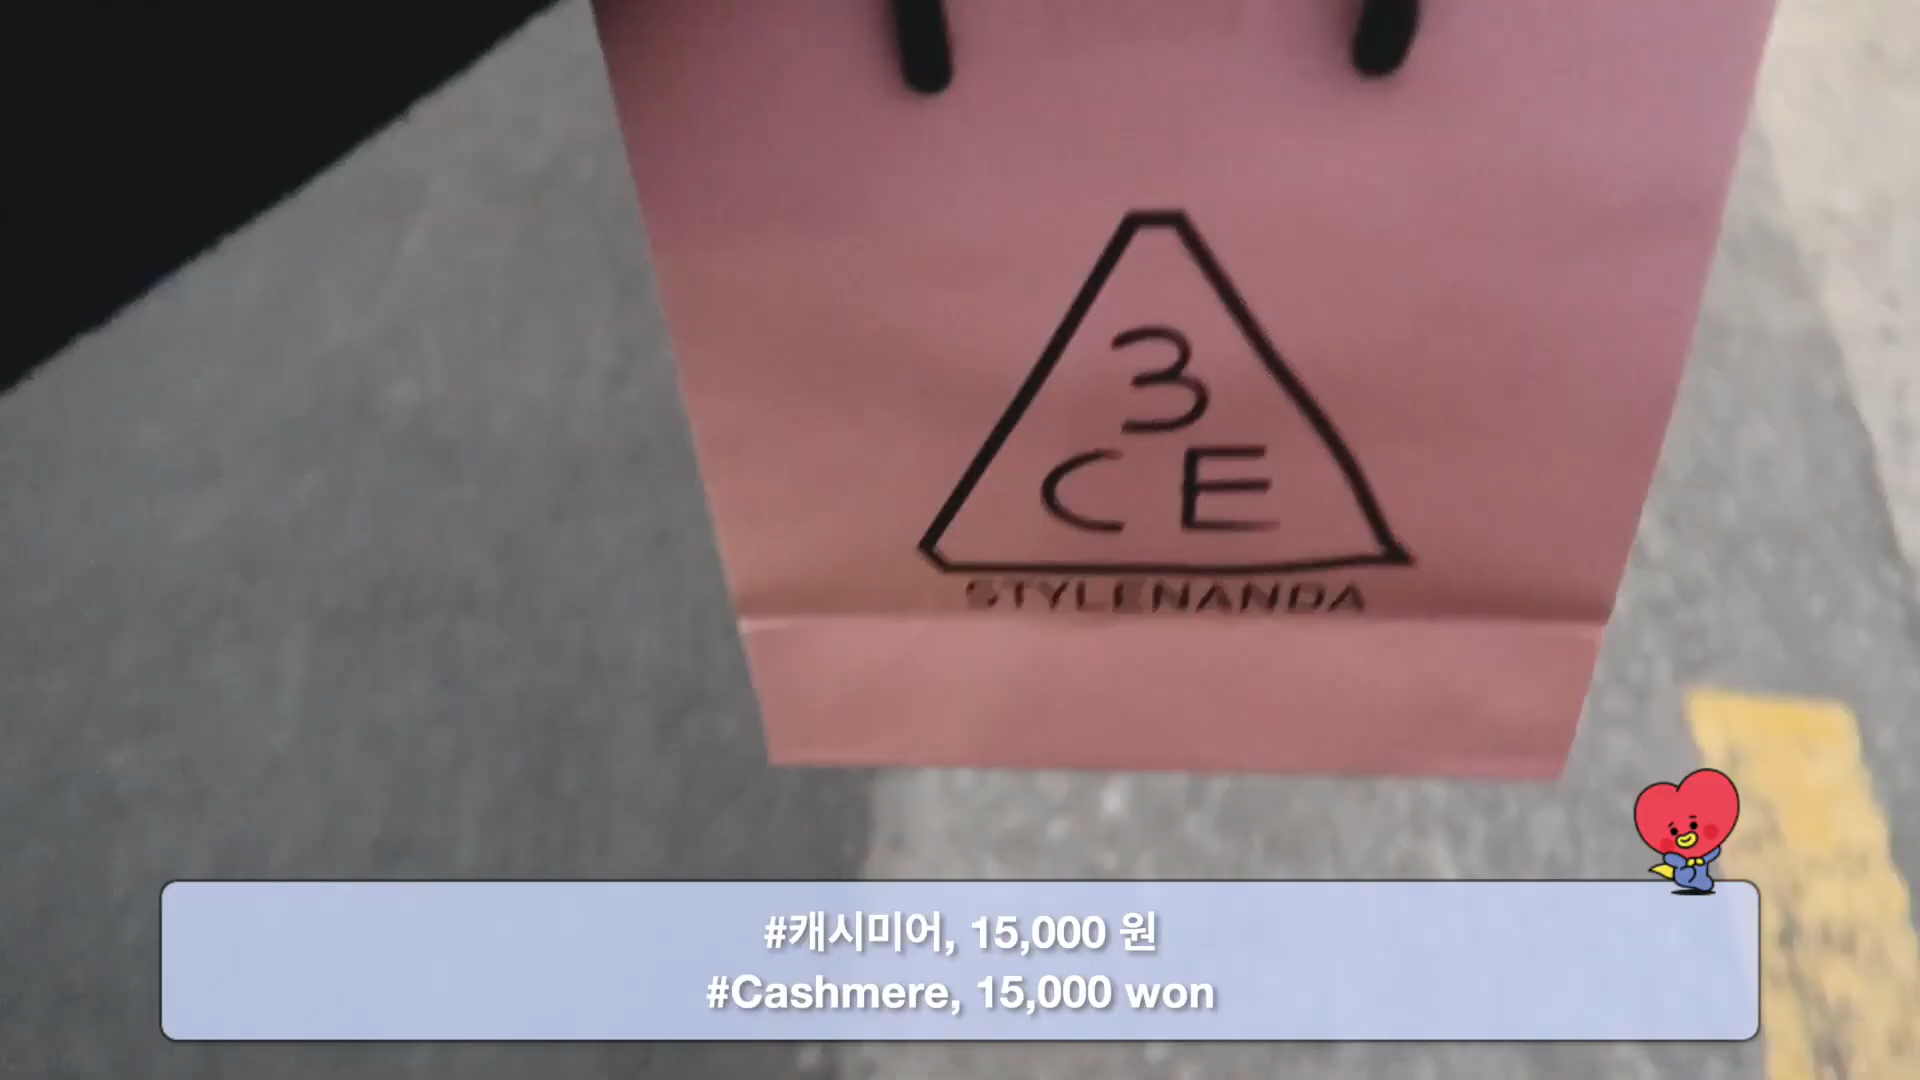 3
CE
STYLENANDA
#캐시미어, 15,000 원
#Cashmere, 15,000 won